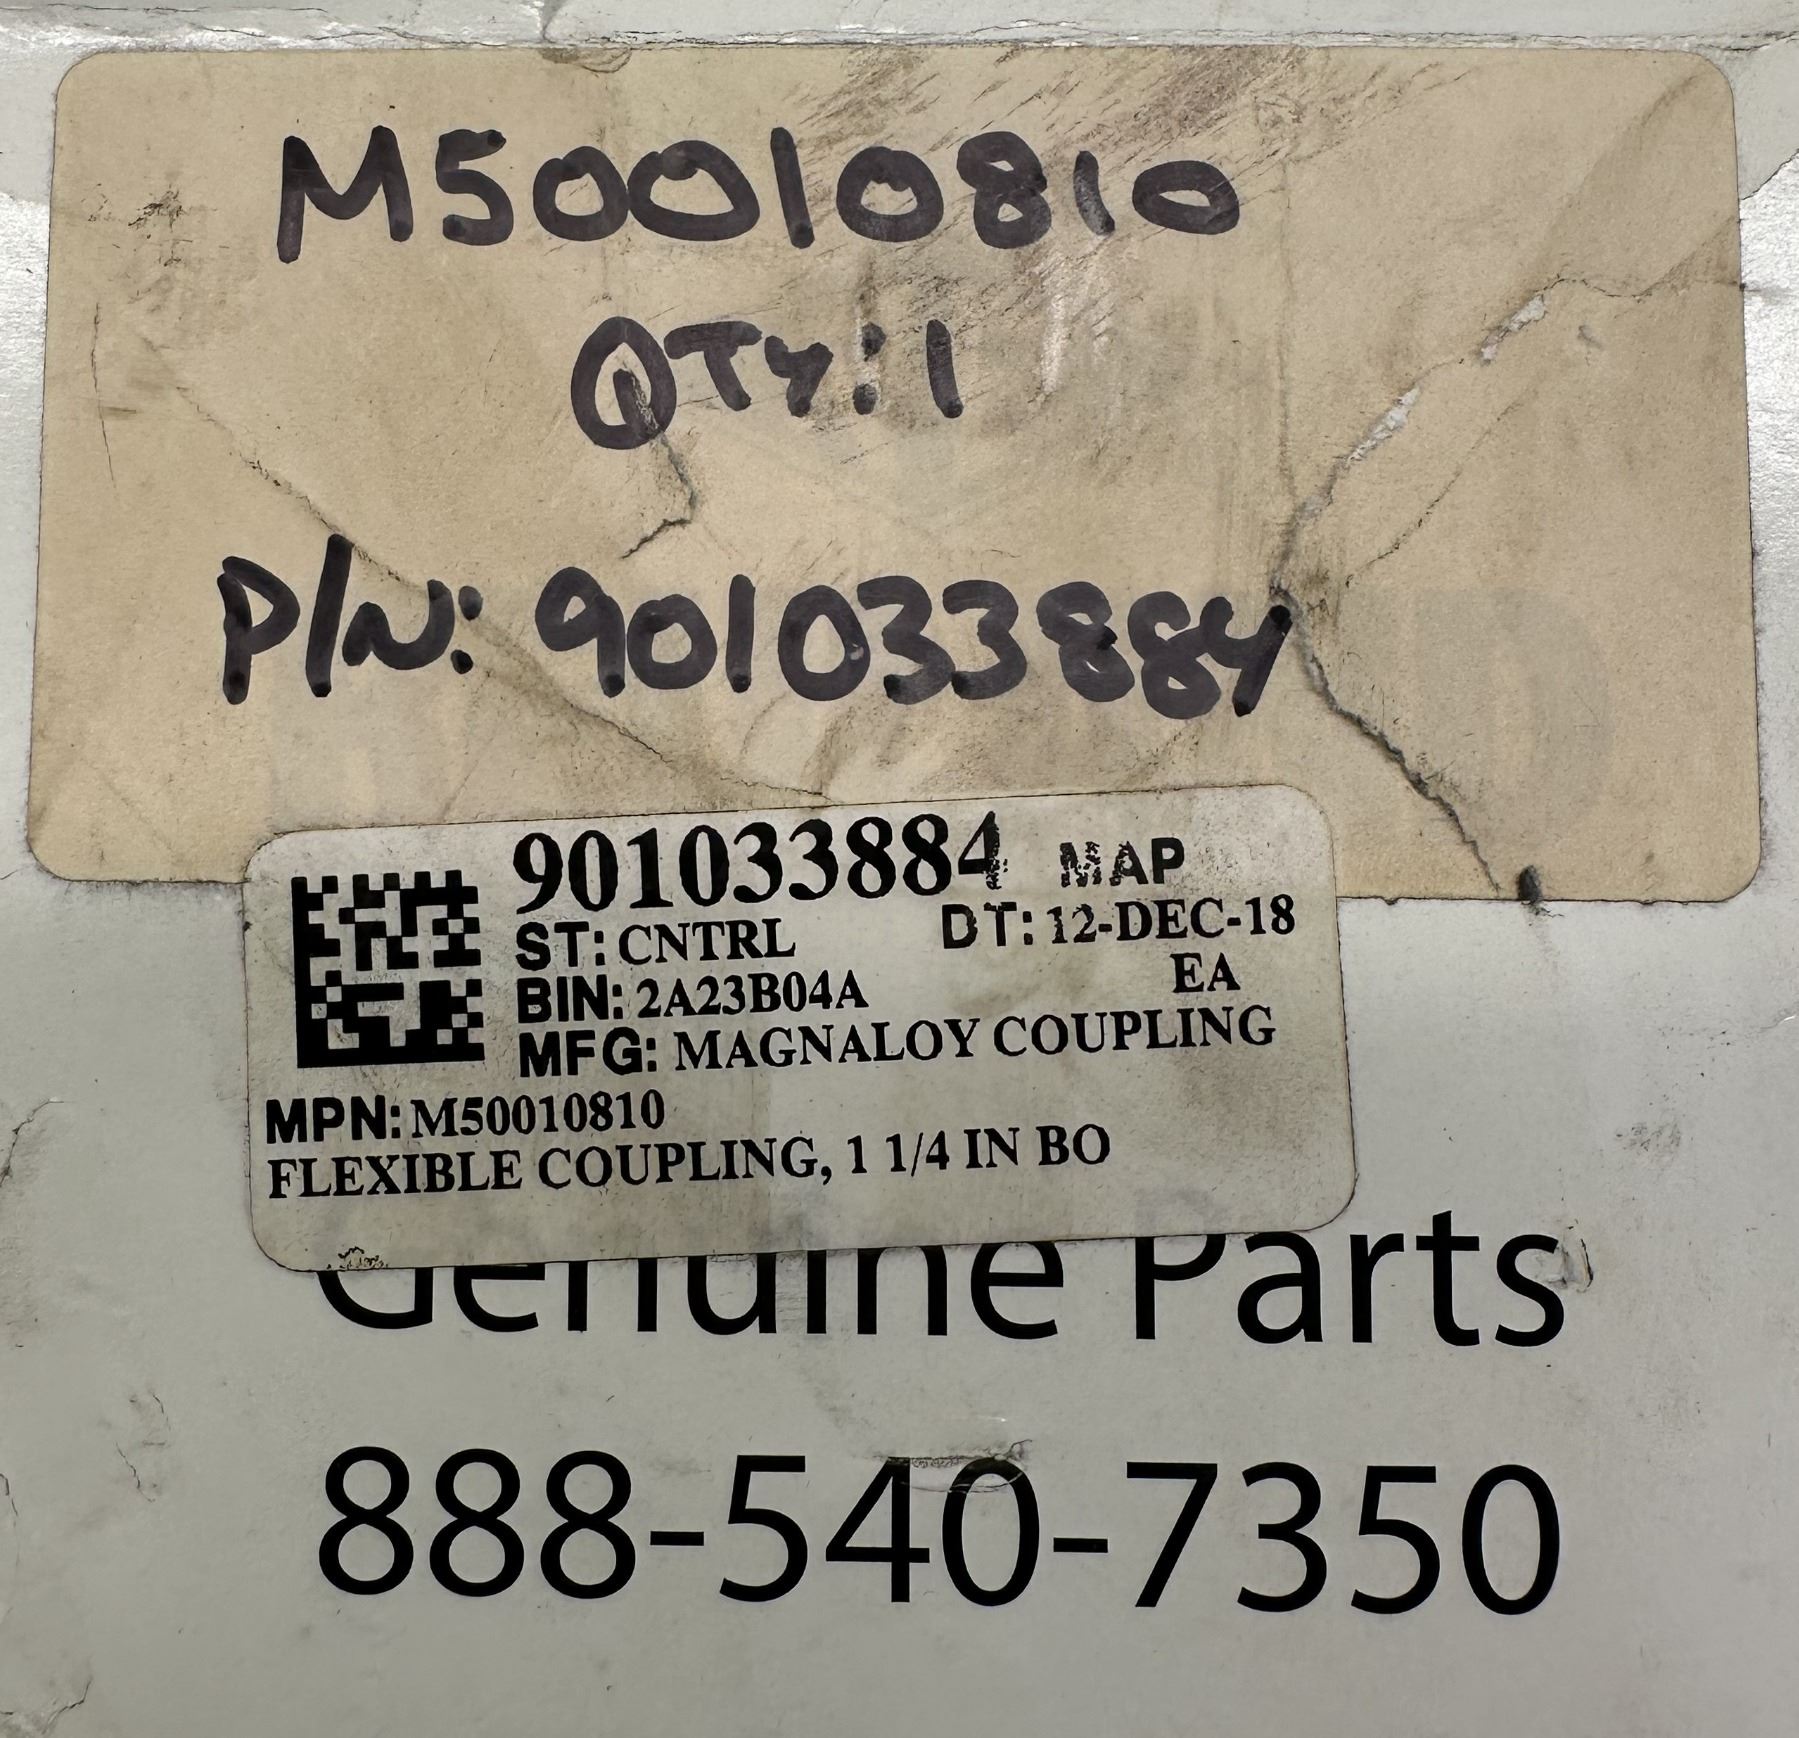 M50010810
QTY: 1
P/N: 901033884
901033884 MAP
ST: CNTRL DT: 12-DEC-18
BIN: 2A23B04A EA
MFG: MAGNALOY COUPLING
MPN: M50010810
FLEXIBLE COUPLING, 1 1/4 IN BO
Genuine Parts
888-540-7350